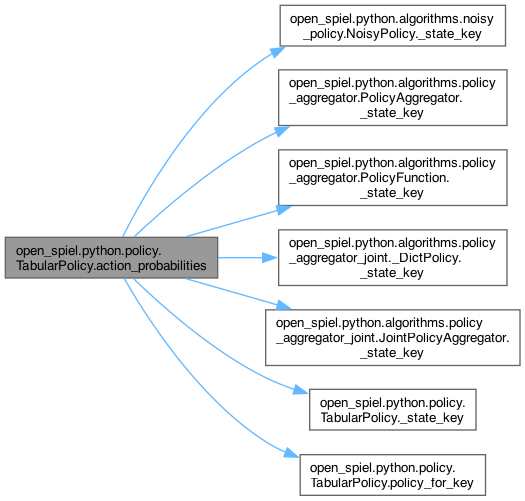 open_spiel.python.algorithms.noisy
_policy.NoisyPolicy._state_key
open_spiel.python.algorithms.policy
_aggregator.PolicyAggregator.
_state_key
open_spiel.python.algorithms.policy
_aggregator.PolicyFunction.
_state_key
open_spiel.python.policy.
TabularPolicy.action_probabilities
open_spiel.python.algorithms.policy
_aggregator_joint._DictPolicy.
_state_key
open_spiel.python.algorithms.policy
_aggregator_joint.JointPolicyAggregator.
_state_key
open_spiel.python.policy.
TabularPolicy._state_key
open_spiel.python.policy.
TabularPolicy.policy_for_key